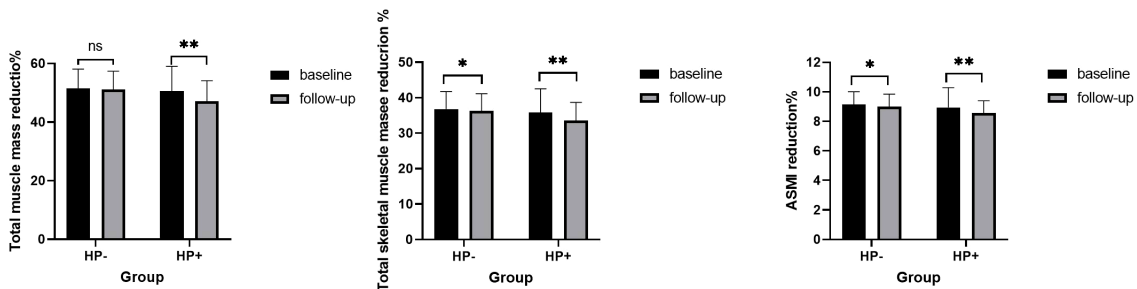 Total muscle mass reductio%
60
40
20
0
ns
**
HP-
HP+
Group
baseline
follow-up
Total skeletal muscle masee reducrion %
50
40
30
20
10
0
*
**
HP-
HP+
Group
baseline
follow-up
ASMI reduction%
12
10
8
6
4
2
0
*
**
HP-
HP+
Group
baseline
follow-up